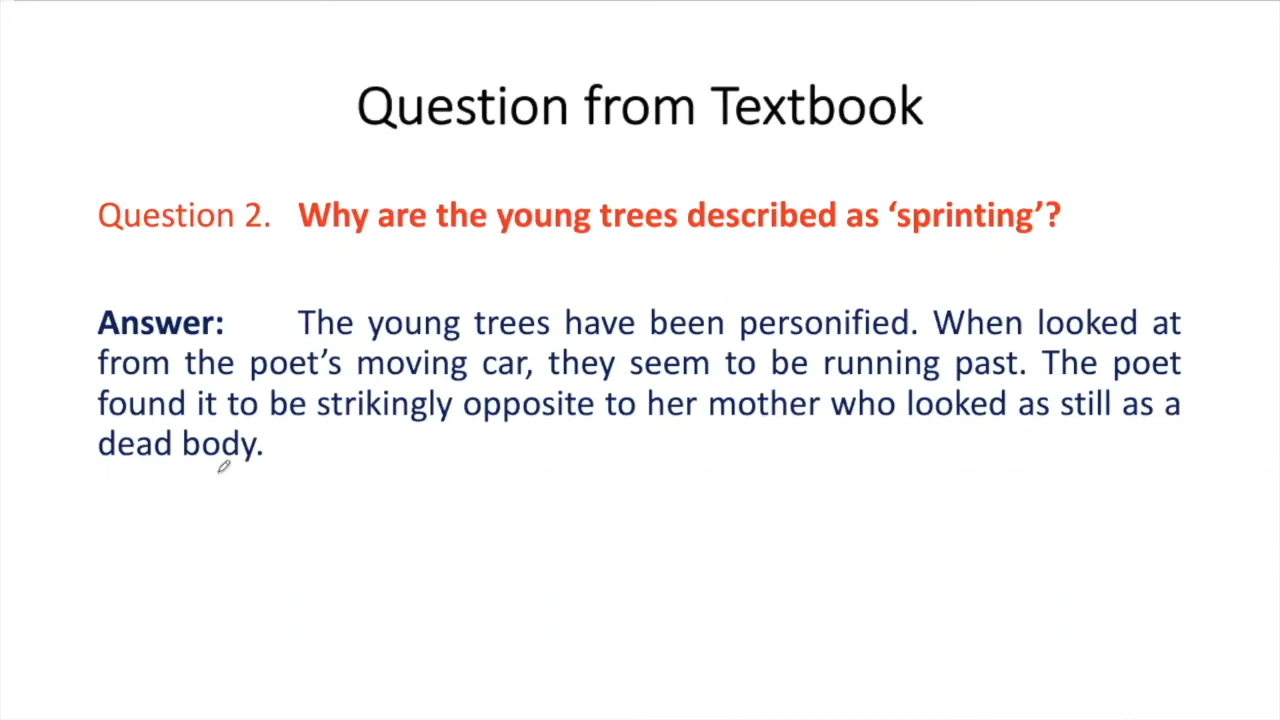 Question from Textbook
Question 2. Why are the young trees described as ‘sprinting’?
Answer: The young trees have been personified. When looked at
from the poet’s moving car, they seem to be running past. The poet
found it to be strikingly opposite to her mother who looked as still as a
dead body.